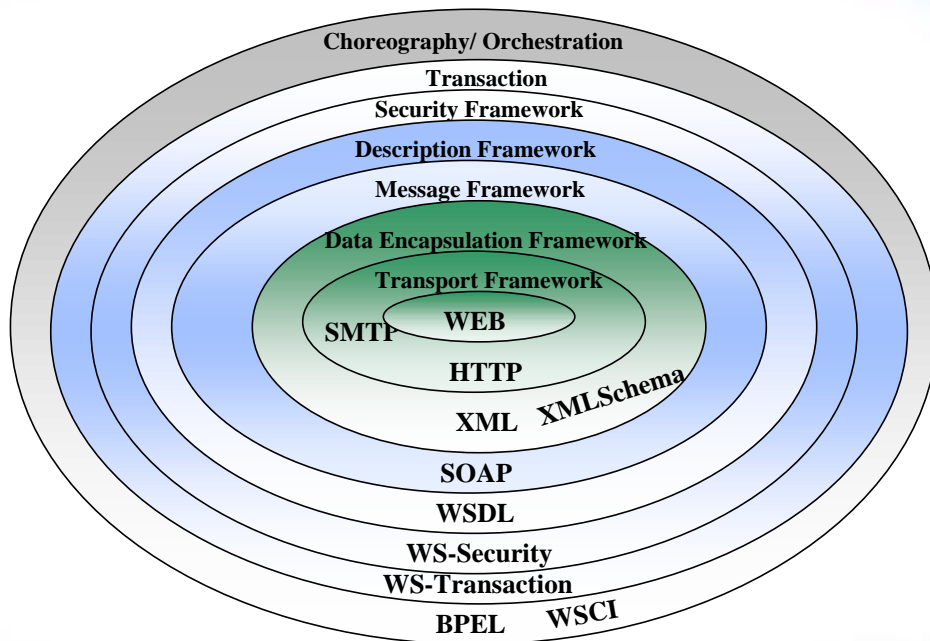 Choreography/ Orchestration
Transaction
Security Framework
Description Framework
Message Framework
Data Encapsulation Framework
Transport Framework
WEB
SMTP
HTTP
XMLSchema
XML
SOAP
WSDL
WS-Security
WS-Transaction
BPEL
WSCI